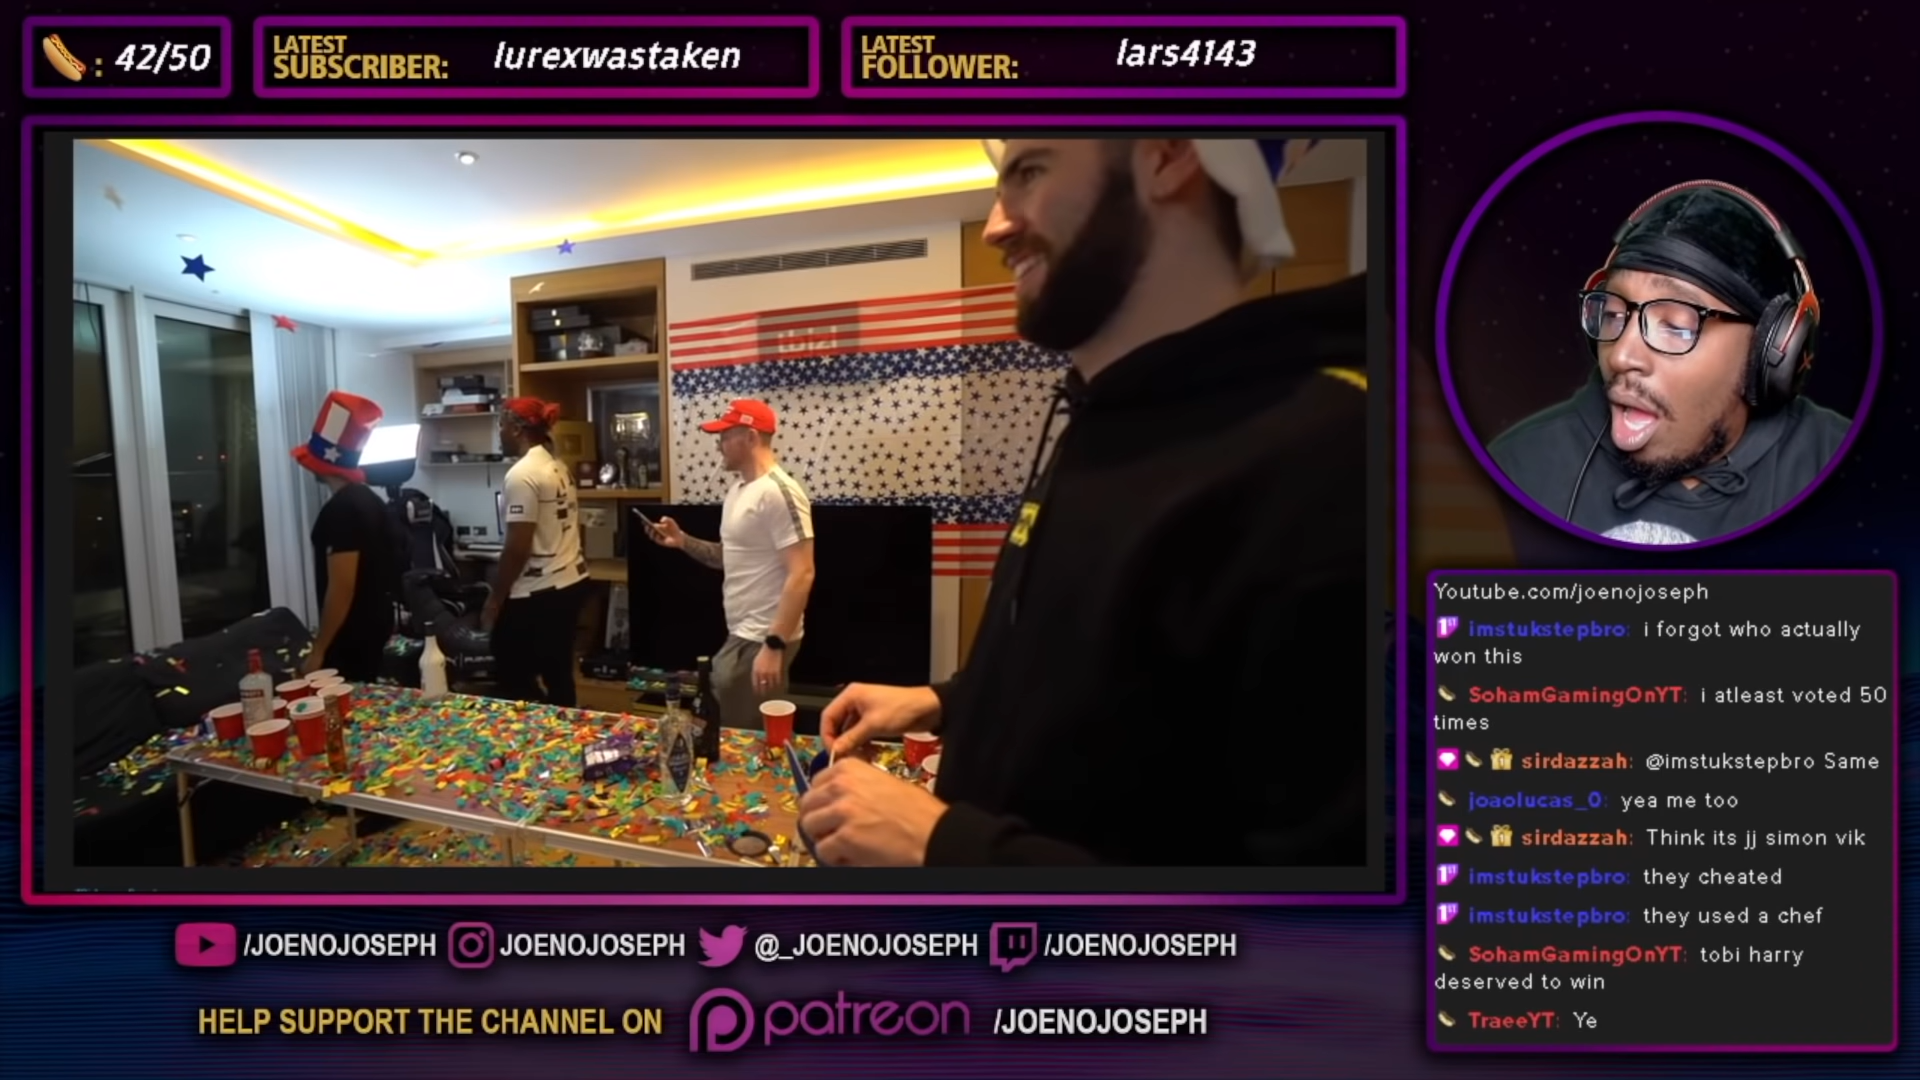 : 42/50
LATEST
SUBSCRIBER:
lurexwastaken
LATEST
FOLLOWER:
lars4143
Youtube.com/joenojoseph
imstukstepbro: i forgot who actually
won this
SohamGamingOnYT: i atleast voted 50
times
sirdazzah: @imstukstepbro Same
joaolucas_0: yea me too
sirdazzah: Think its jj simon vik
imstukstepbro: they cheated
imstukstepbro: they used a chef
SohamGamingOnYT: tobi harry
deserved to win
TraeeYT: Ye
/JOENOJOSEPH JOENOJOSEPH @_JOENOJOSEPH /JOENOJOSEPH
HELP SUPPORT THE CHANNEL ON patreon /JOENOJOSEPH